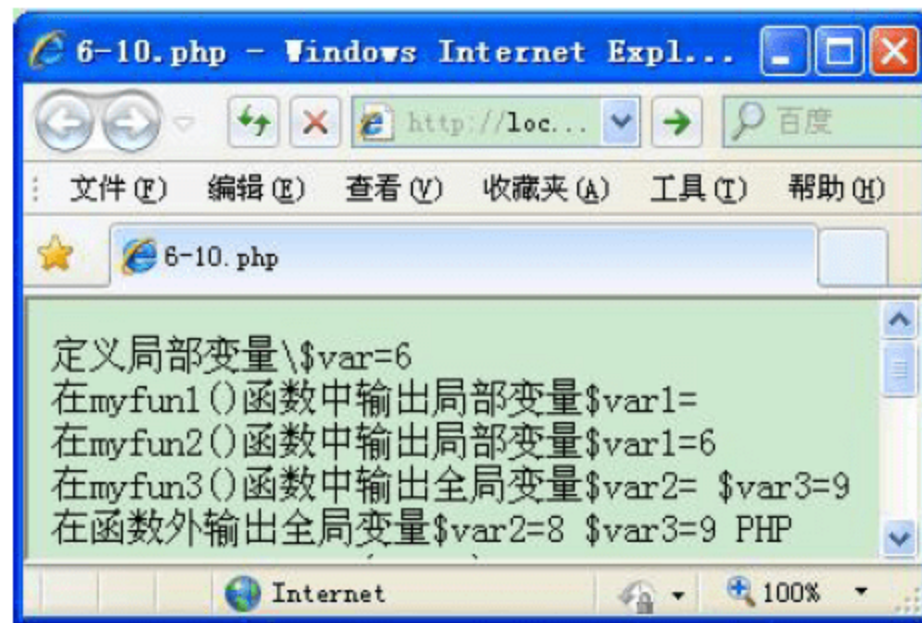 6-10.php - Windows Internet Expl...
http://loc...
百度
文件(F) 编辑(E) 查看(V) 收藏夹(A) 工具(T) 帮助(H)
6-10.php
定义局部变量\$var=6
在myfun1()函数中输出局部变量$var1=
在myfun2()函数中输出局部变量$var1=6
在myfun3()函数中输出全局变量$var2= $var3=9
在函数外输出全局变量$var2=8 $var3=9 PHP
Internet
100%